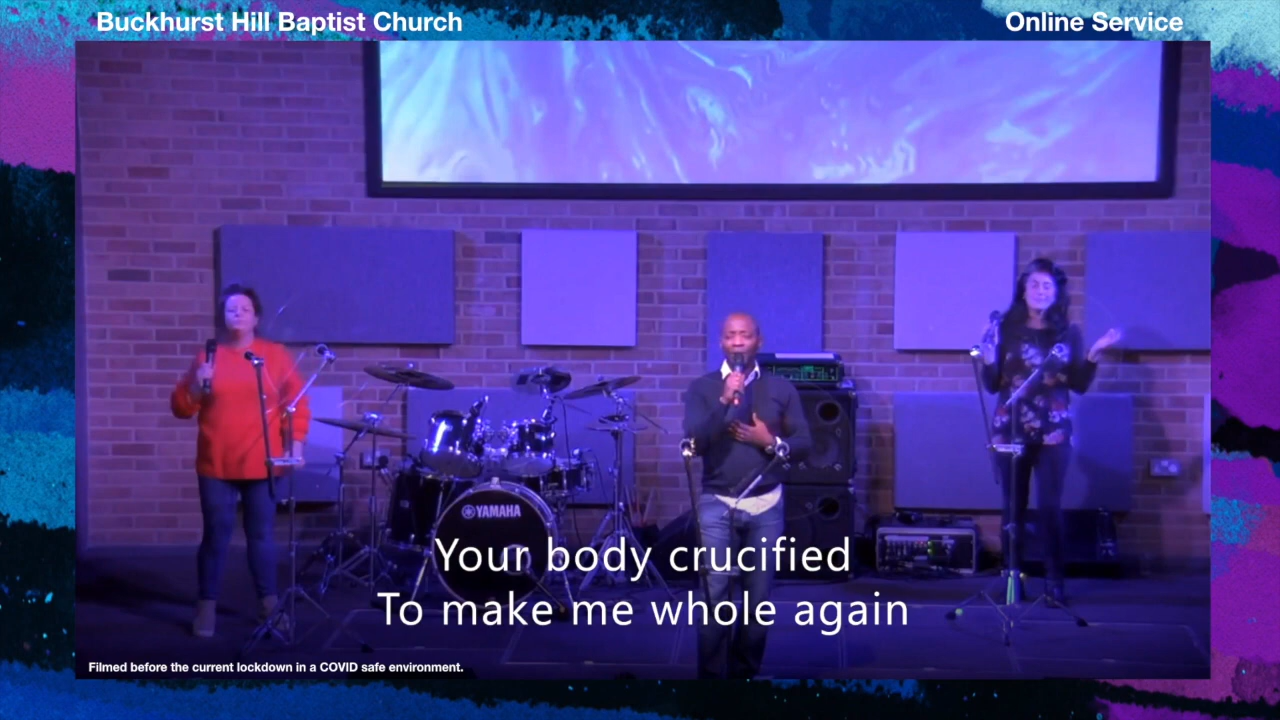 Buckhurst Hill Baptist Church
Online Service
YAMAHA
Your body crucified
To make me whole again
Filmed before the current lockdown in a COVID safe environment.